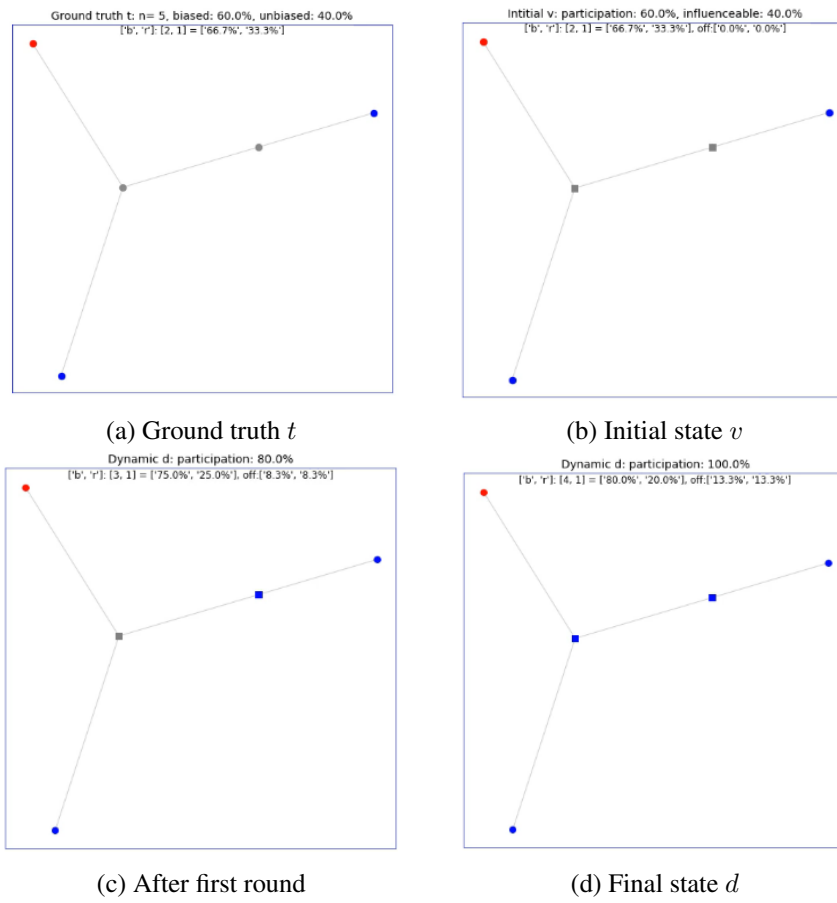 Ground truth t: n= 5, biased: 60.0%, unbiased: 40.0%
['b', 'r']: [2, 1] = ['66.7%', '33.3%']
Intitial v: participation: 60.0%, influenceable: 40.0%
['b', 'r']: [2, 1] = ['66.7%', '33.3%'], off:['0.0%', '0.0%']
(a) Ground truth t
(b) Initial state v
Dynamic d: participation: 80.0%
['b', 'r']: [3, 1] = ['75.0%', '25.0%'], off:['8.3%', '8.3%']
Dynamic d: participation: 100.0%
['b', 'r']: [4, 1] = ['80.0%', '20.0%'], off:['13.3%', '13.3%']
(c) After first round
(d) Final state d